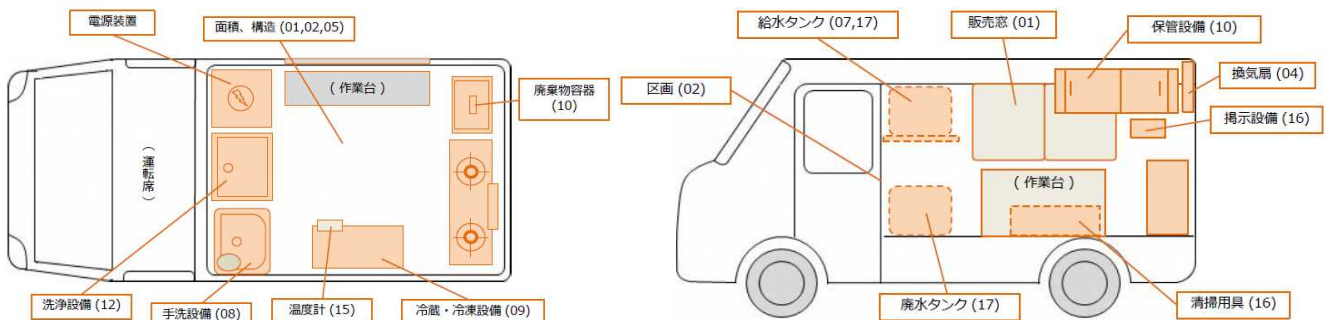 電源装置
面積、構造 (01,02,05)
(作業台)
廃棄物容器
(10)
(運転席)
洗浄設備 (12)
手洗設備 (08)
温度計 (15)
冷蔵・冷凍設備 (09)
給水タンク (07,17)
販売窓 (01)
保管設備 (10)
換気扇 (04)
区画 (02)
掲示設備 (16)
(作業台)
廃水タンク (17)
清掃用具 (16)